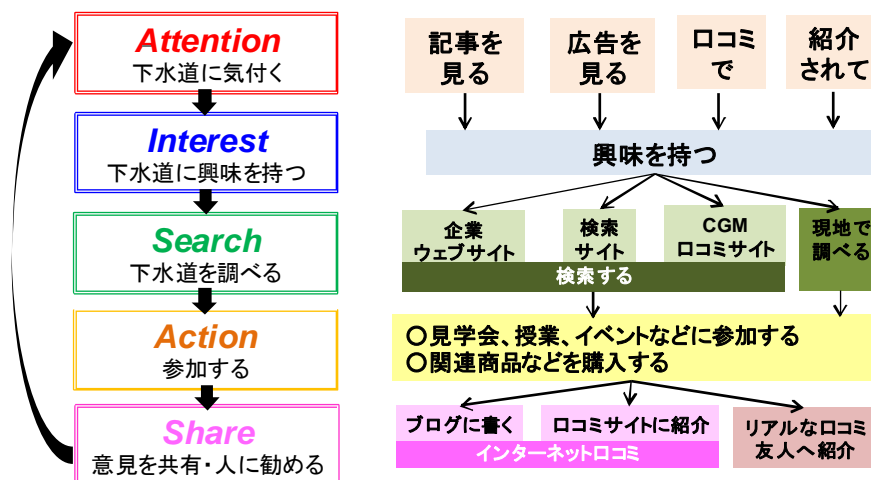 Attention
下水道に気付く
Interest
下水道に興味を持つ
Search
下水道を調べる
Action
参加する
Share
意見を共有・人に勧める
記事を
見る
広告を
見る
口コミ
で
紹介
されて
興味を持つ
企業
ウェブサイト
検索
サイト
CGM
口コミサイト
現地で
調べる
検索する
〇見学会、授業、イベントなどに参加する
〇関連商品などを購入する
ブログに書く
口コミサイトに紹介
リアルな口コミ
友人へ紹介
インターネット口コミ